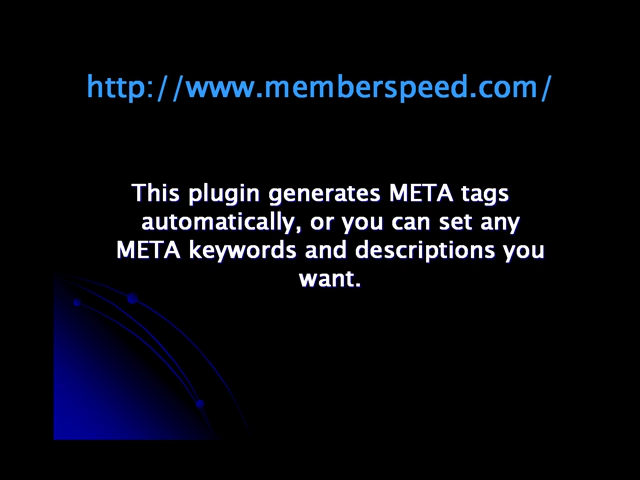 http://www.memberspeed.com/
This plugin generates META tags
automatically, or you can set any
META keywords and descriptions you
want.